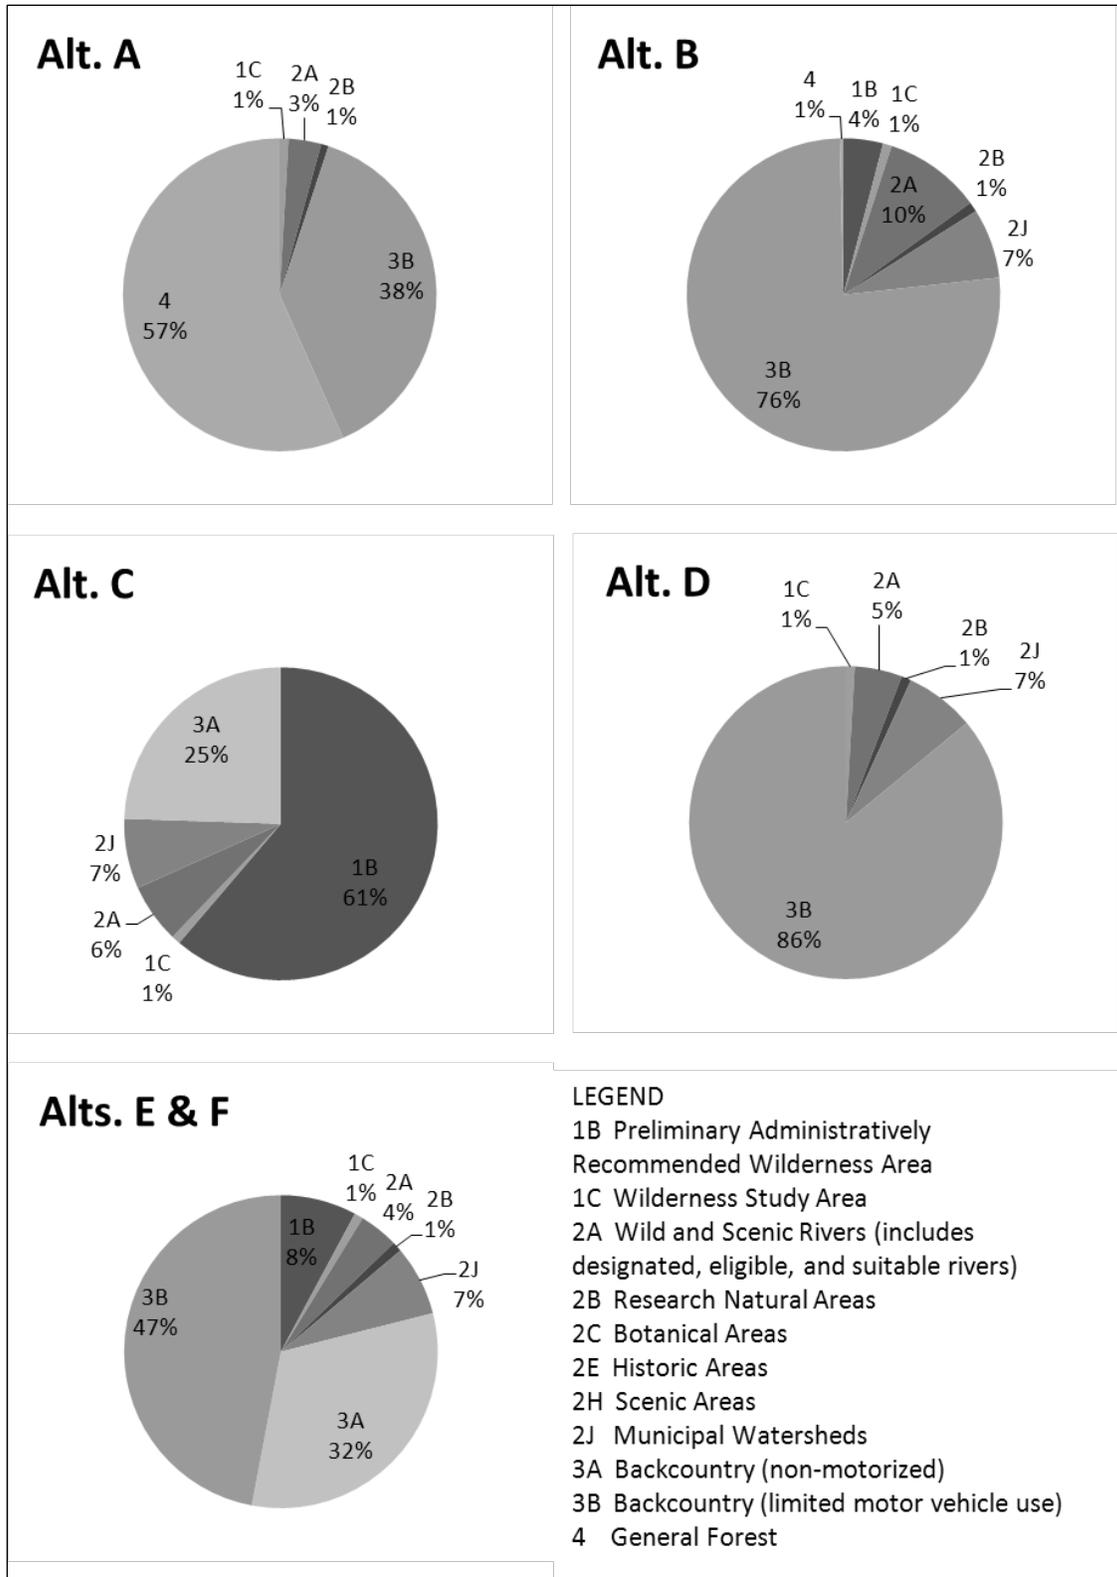 Alt. A
1C
1%
2A
3%
2B
1%
3B
38%
4
57%
Alt. B
4
1%
1B
4%
1C
1%
2A
10%
2B
1%
2J
7%
3B
76%
Alt. C
3A
25%
2J
7%
2A
6%
1C
1%
1B
61%
Alt. D
1C
1%
2A
5%
2B
1%
2J
7%
3B
86%
Alts. E & F
1C
1%
2A
4%
2B
1%
1B
8%
2J
7%
3B
47%
3A
32%
LEGEND
1B Preliminary Administratively
Recommended Wilderness Area
1C Wilderness Study Area
2A Wild and Scenic Rivers (includes
designated, eligible, and suitable rivers)
2B Research Natural Areas
2C Botanical Areas
2E Historic Areas
2H Scenic Areas
2J Municipal Watersheds
3A Backcountry (non-motorized)
3B Backcountry (limited motor vehicle use)
4 General Forest